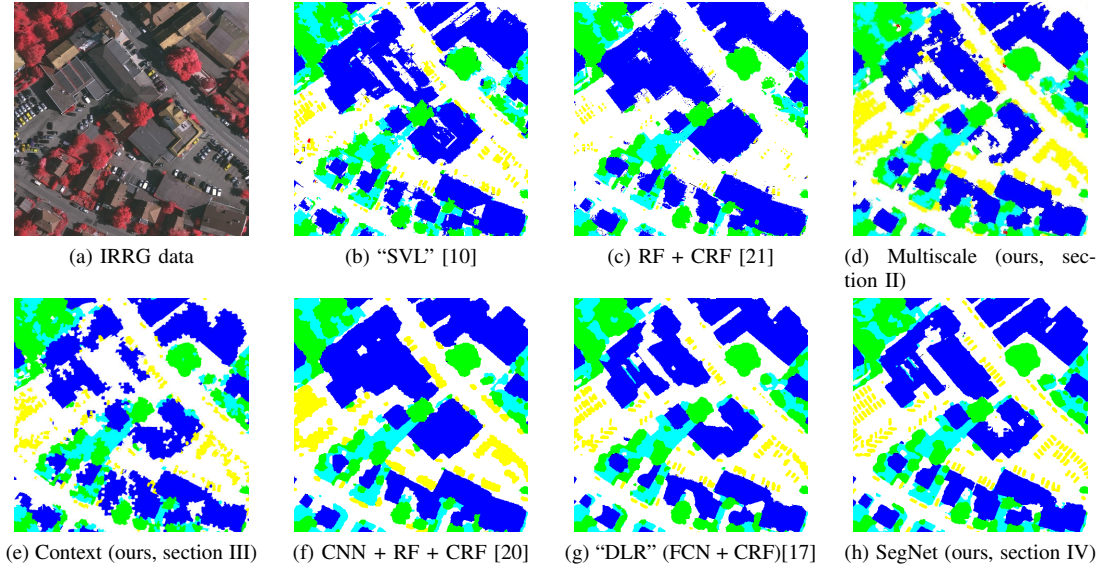 (a) IRRG data
(b) “SVL” [10]
(c) RF + CRF [21]
(d) Multiscale (ours, sec-
tion II)
(e) Context (ours, section III)
(f) CNN + RF + CRF [20]
(g) “DLR” (FCN + CRF)[17]
(h) SegNet (ours, section IV)